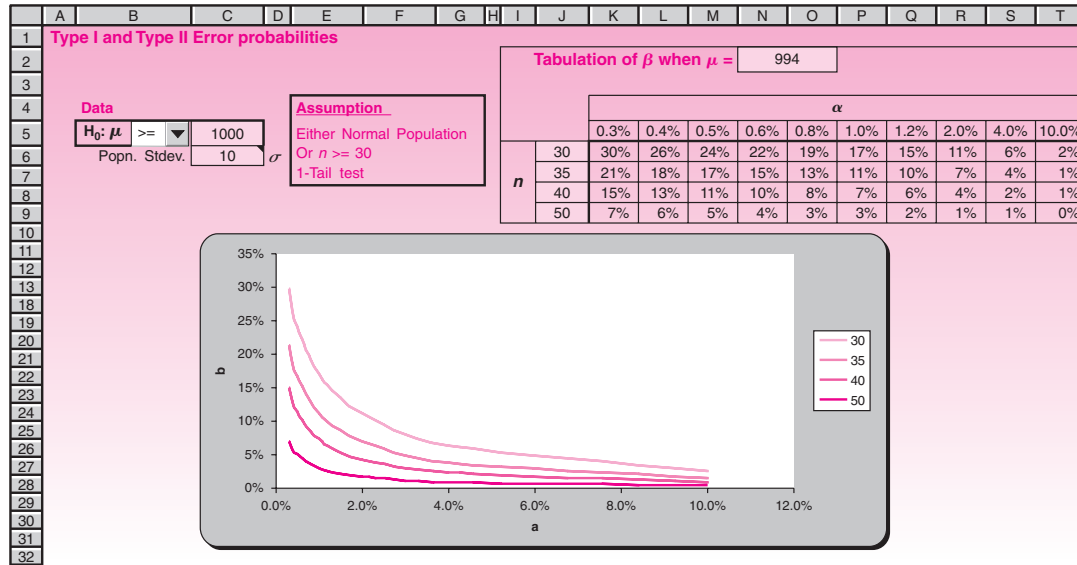 A B C D E F G H I J K L M N O P Q R S T
1 Type I and Type II Error probabilities
2 Tabulation of β when μ = 994
3
4 Data Assumption α
5 H0: μ >= 1000 Either Normal Population 0.3% 0.4% 0.5% 0.6% 0.8% 1.0% 1.2% 2.0% 4.0% 10.0%
6 Popn. Stdev. 10 σ Or n >= 30 30 30% 26% 24% 22% 19% 17% 15% 11% 6% 2%
7 1-Tail test n 35 21% 18% 17% 15% 13% 11% 10% 7% 4% 1%
8 40 15% 13% 11% 10% 8% 7% 6% 4% 2% 1%
9 50 7% 6% 5% 4% 3% 3% 2% 1% 1% 0%
10
11
12
13
18
19
20
21
22
23
24
25
26
27
28
29
30
31
32
35%
30%
25%
20%
15%
10%
5%
0%
b
0.0% 2.0% 4.0% 6.0% 8.0% 10.0% 12.0%
a
30
35
40
50